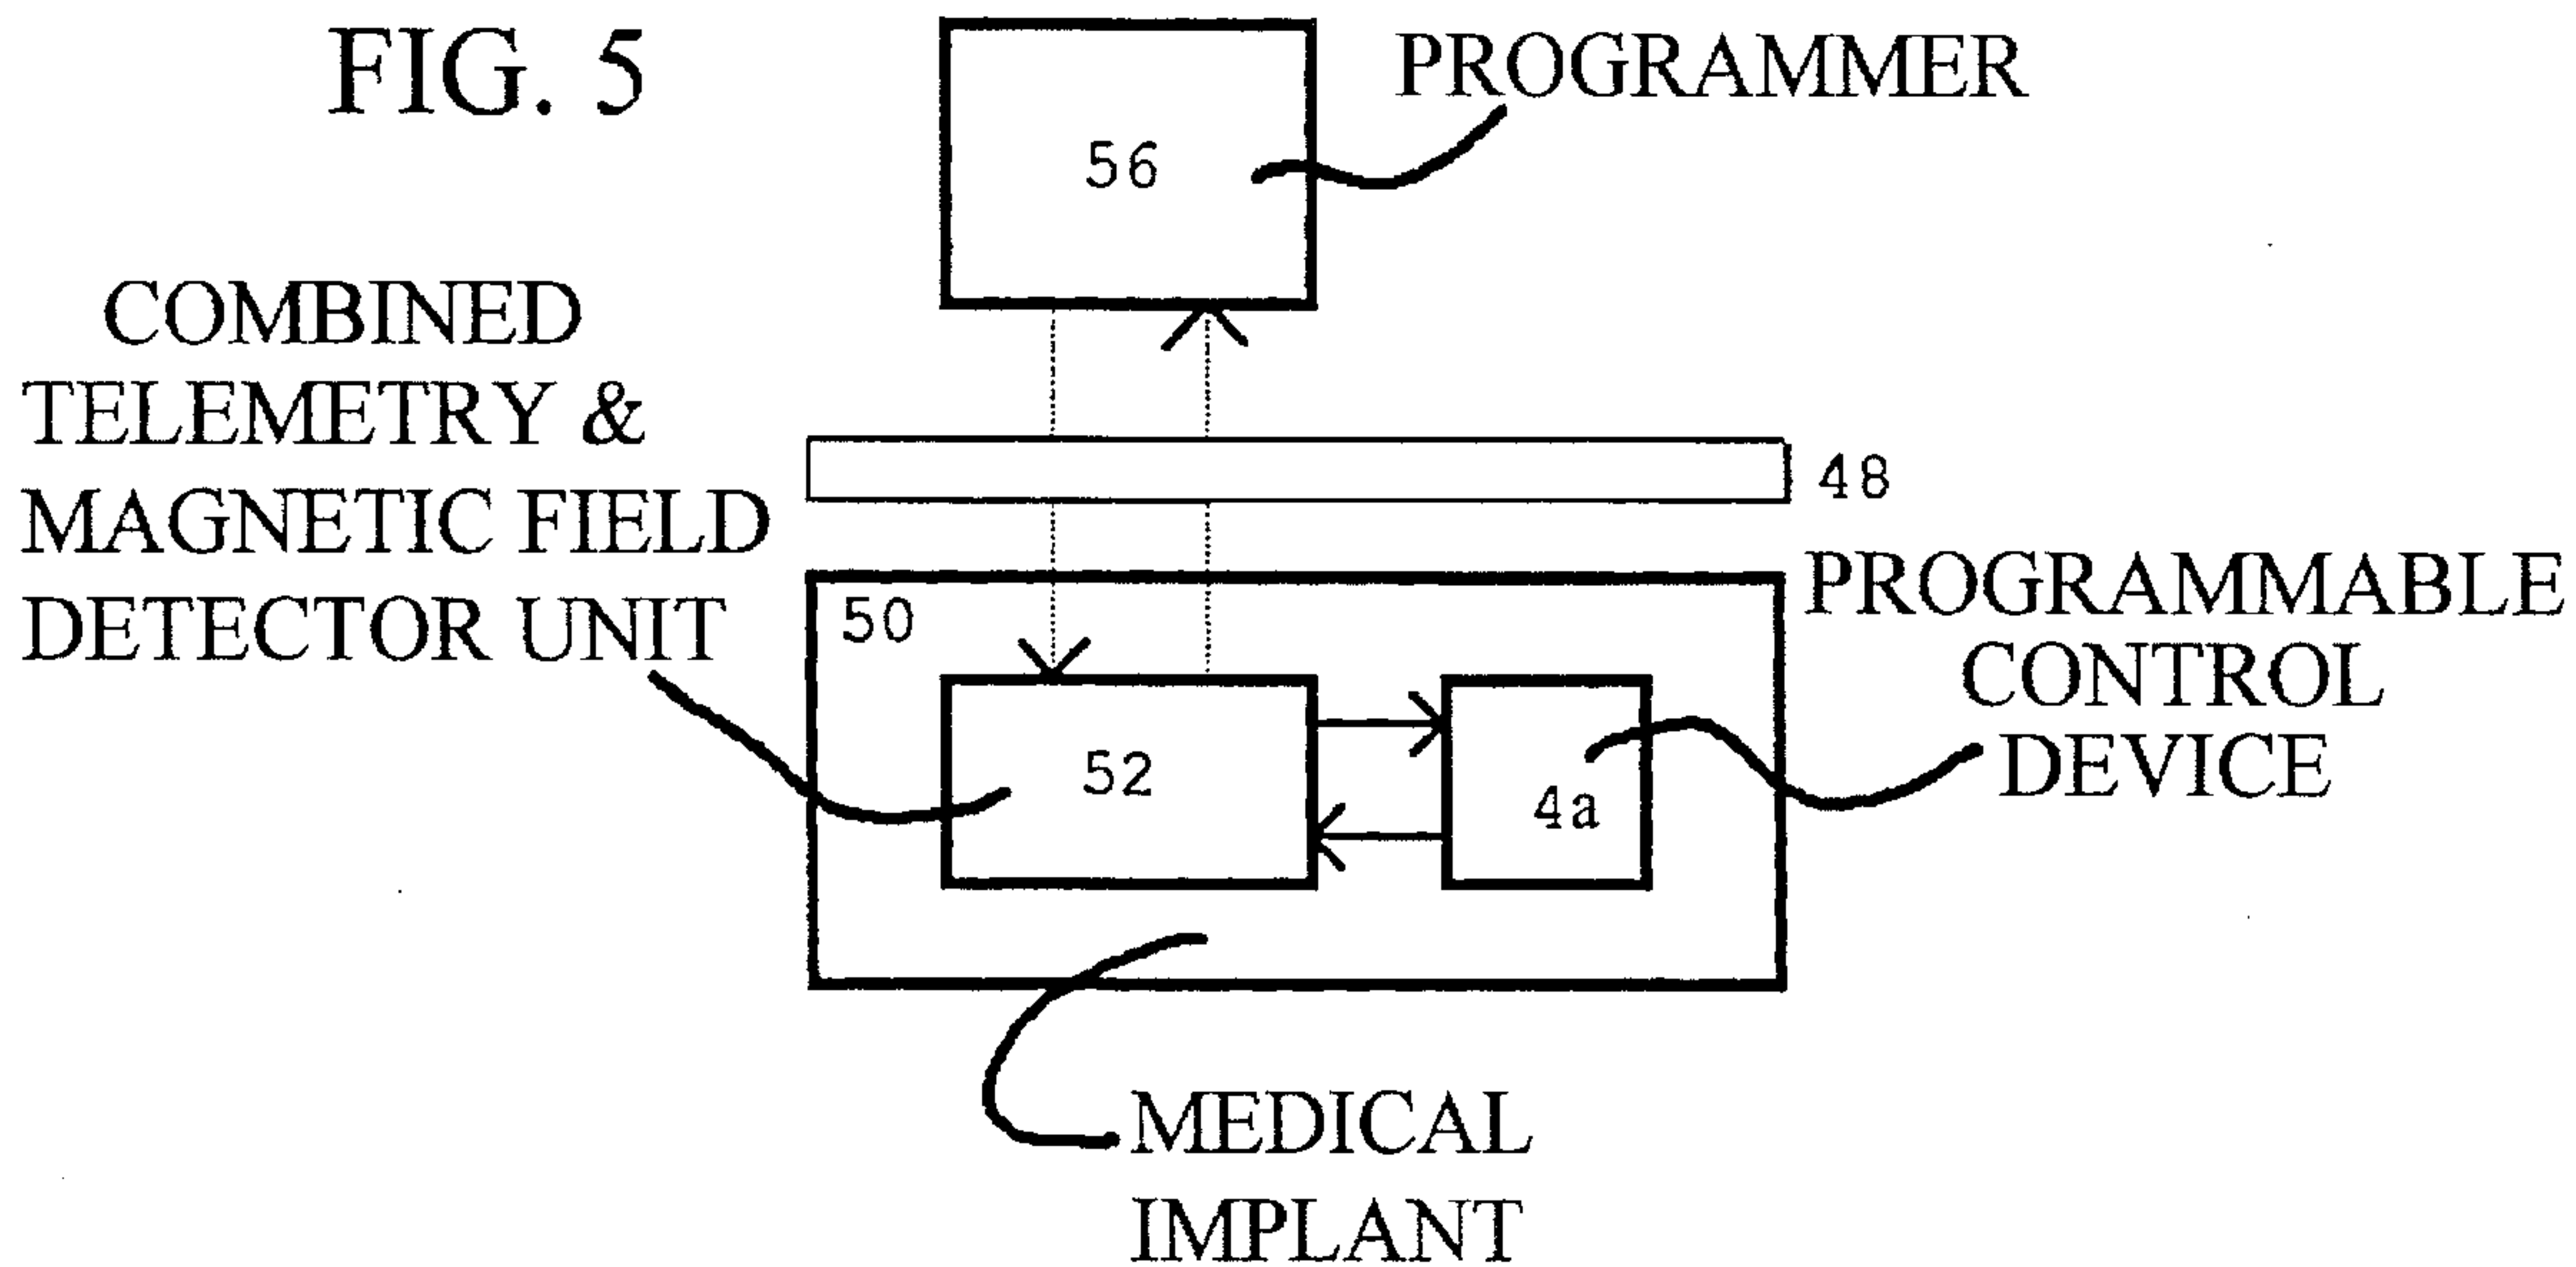 FIG. 5
PROGRAMMER
56
COMBINED
TELEMETRY &
MAGNETIC FIELD
DETECTOR UNIT
48
PROGRAMMABLE
CONTROL
DEVICE
50
52
4a
MEDICAL
IMPLANT